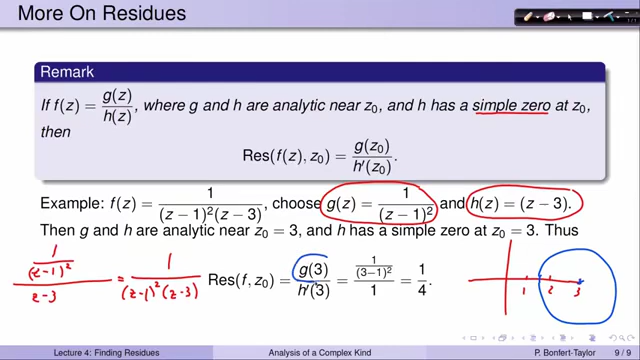 More On Residues
Remark
If f(z) = g(z)/h(z), where g and h are analytic near z₀, and h has a simple zero at z₀,
then
Res(f(z), z₀) = g(z₀)/h′(z₀).
Example: f(z) = 1/((z − 1)²(z − 3)), choose g(z) = 1/(z − 1)² and h(z) = (z − 3).
Then g and h are analytic near z₀ = 3, and h has a simple zero at z₀ = 3. Thus
(1/(z-1)²)/(z-3) = 1/((z-1)²(z-3))
Res(f, z₀) = g(3)/h′(3) = (1/(3−1)²)/1 = 1/4.
1 2 3
Lecture 4: Finding Residues Analysis of a Complex Kind P. Bonfert-Taylor 9 / 9